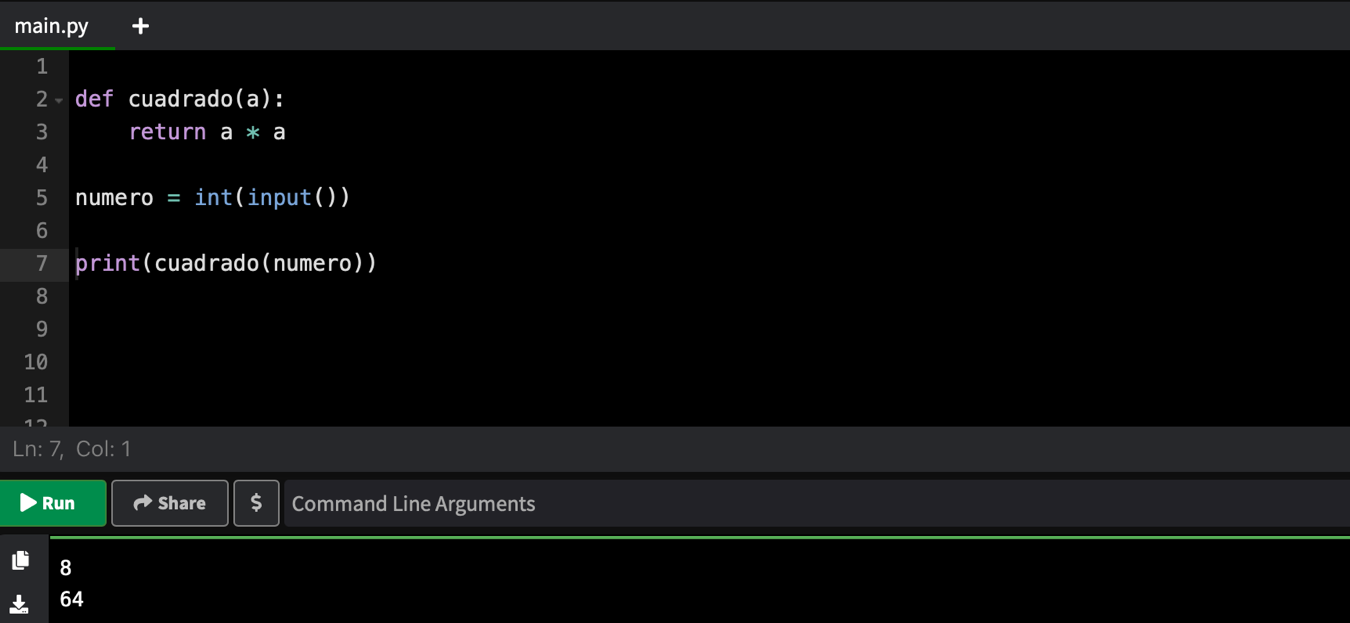 main.py +
1
2 def cuadrado(a):
3     return a * a
4
5 numero = int(input())
6
7 print(cuadrado(numero))
8
9
10
11
12
Ln: 7, Col: 1
Run Share $ Command Line Arguments
8
64